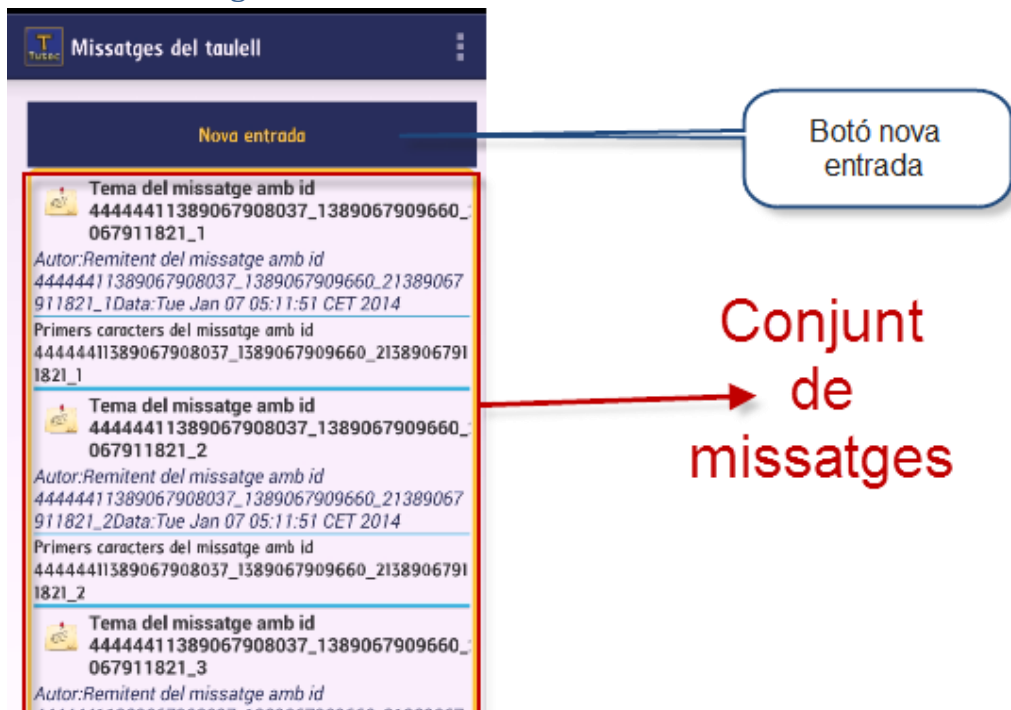 T
Tusec
Missatges del taulell
Nova entrada
Botó nova
entrada
Tema del missatge amb id
44444411389067908037_1389067909660_
067911821_1
Autor:Remitent del missatge amb id
44444411389067908037_1389067909660_21389067
911821_1Data:Tue Jan 07 05:11:51 CET 2014
Primers caracters del missatge amb id
44444411389067908037_1389067909660_2138906791
1821_1
Tema del missatge amb id
44444411389067908037_1389067909660_
067911821_2
Autor:Remitent del missatge amb id
44444411389067908037_1389067909660_21389067
911821_2Data:Tue Jan 07 05:11:51 CET 2014
Primers caracters del missatge amb id
44444411389067908037_1389067909660_2138906791
1821_2
Tema del missatge amb id
44444411389067908037_1389067909660_
067911821_3
Autor:Remitent del missatge amb id
Conjunt
de
missatges